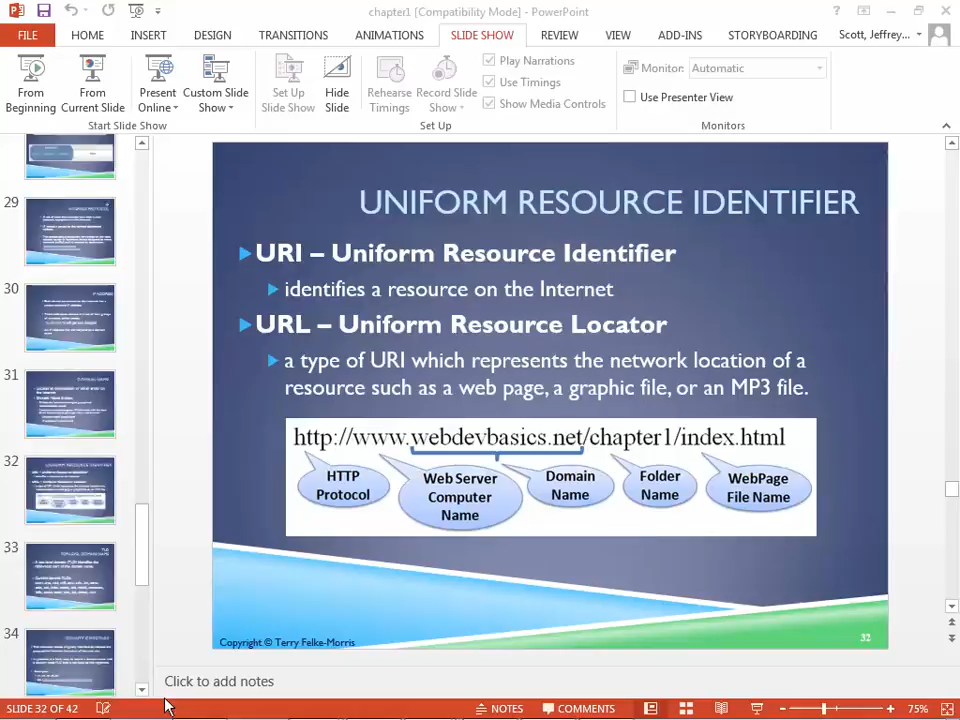 chapter1 [Compatibility Mode] - PowerPoint
FILE HOME INSERT DESIGN TRANSITIONS ANIMATIONS SLIDE SHOW REVIEW VIEW ADD-INS STORYBOARDING Scott, Jeffrey...
From Beginning
From Current Slide
Present Online
Custom Slide Show
Set Up Slide Show
Hide Slide
Rehearse Timings
Record Slide Show
Play Narrations
Use Timings
Show Media Controls
Monitor: Automatic
Use Presenter View
Start Slide Show
Set Up
Monitors
29
30
31
32
33
34
UNIFORM RESOURCE IDENTIFIER
URI – Uniform Resource Identifier
identifies a resource on the Internet
URL – Uniform Resource Locator
a type of URI which represents the network location of a
resource such as a web page, a graphic file, or an MP3 file.
http://www.webdevbasics.net/chapter1/index.html
HTTP Protocol
Web Server Computer Name
Domain Name
Folder Name
WebPage File Name
Copyright © Terry Felke-Morris
32
Click to add notes
SLIDE 32 OF 42
NOTES
COMMENTS
75%